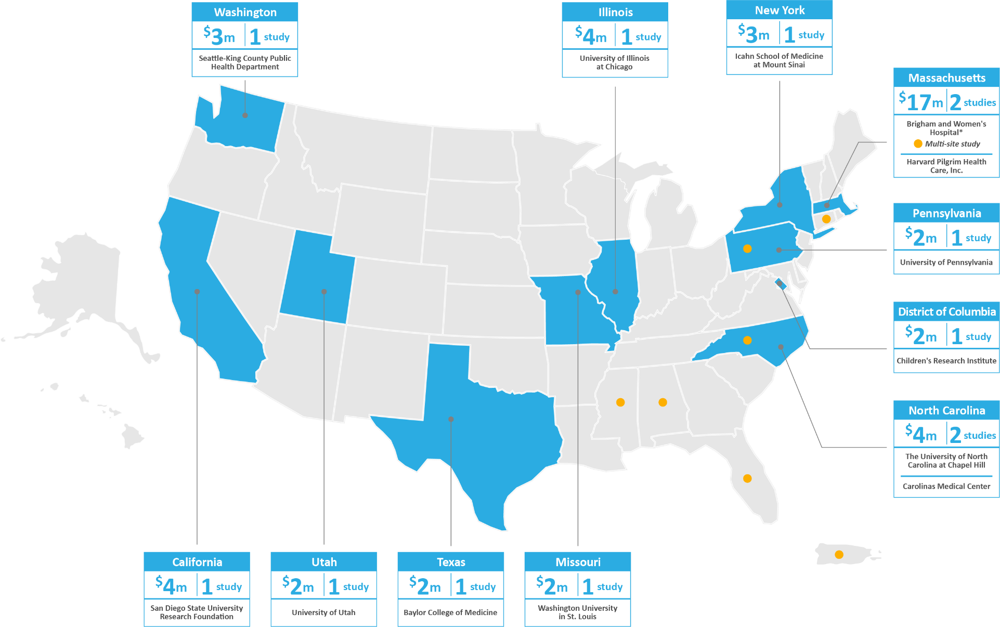 Washington
$3m 1 study
Seattle-King County Public
Health Department
Illinois
$4m 1 study
University of Illinois
at Chicago
New York
$3m 1 study
Icahn School of Medicine
at Mount Sinai
Massachusetts
$17m 2 studies
Brigham and Women's
Hospital*
Multi-site study
Harvard Pilgrim Health
Care, Inc.
Pennsylvania
$2m 1 study
University of Pennsylvania
District of Columbia
$2m 1 study
Children's Research Institute
North Carolina
$4m 2 studies
The University of North
Carolina at Chapel Hill
Carolinas Medical Center
California
$4m 1 study
San Diego State University
Research Foundation
Utah
$2m 1 study
University of Utah
Texas
$2m 1 study
Baylor College of Medicine
Missouri
$2m 1 study
Washington University
in St. Louis